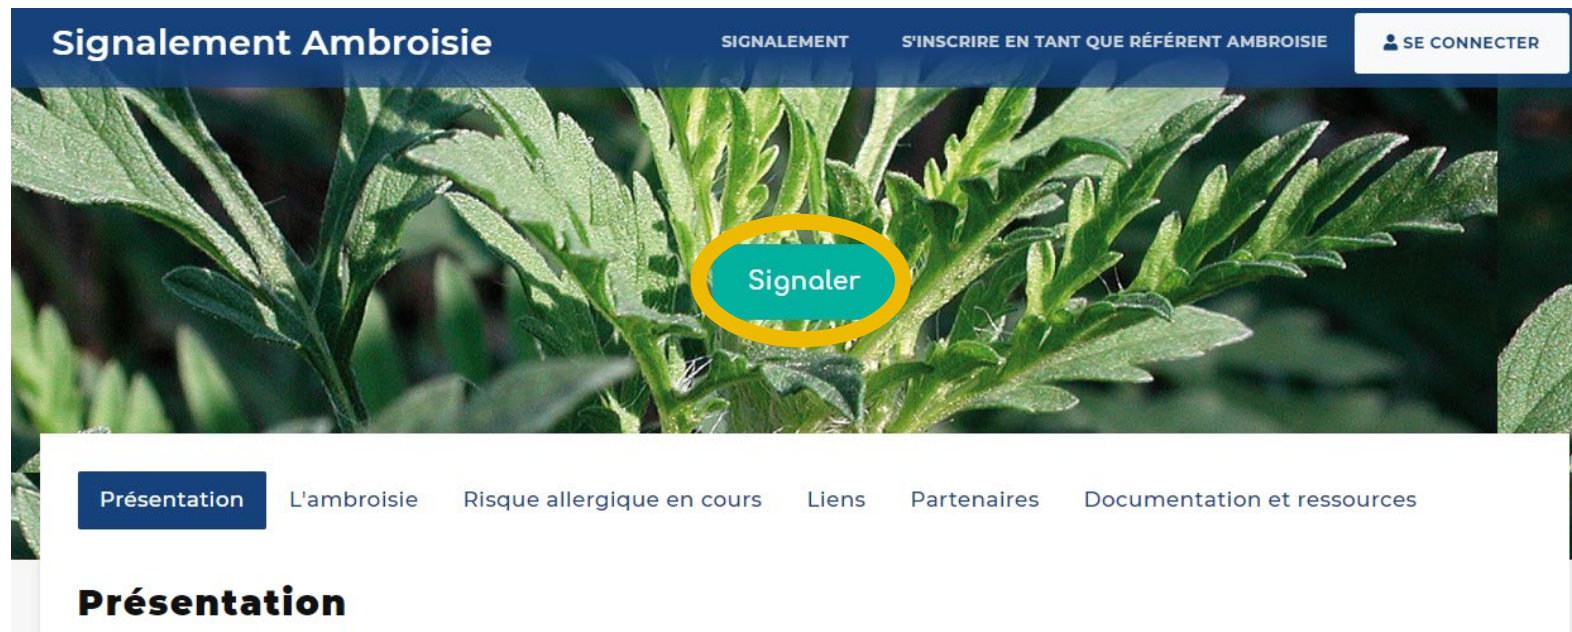 Signalement Ambroisie
SIGNALEMENT
S'INSCRIRE EN TANT QUE RÉFÉRENT AMBROISIE
SE CONNECTER
Signaler
Présentation
L'ambroisie
Risque allergique en cours
Liens
Partenaires
Documentation et ressources
Présentation